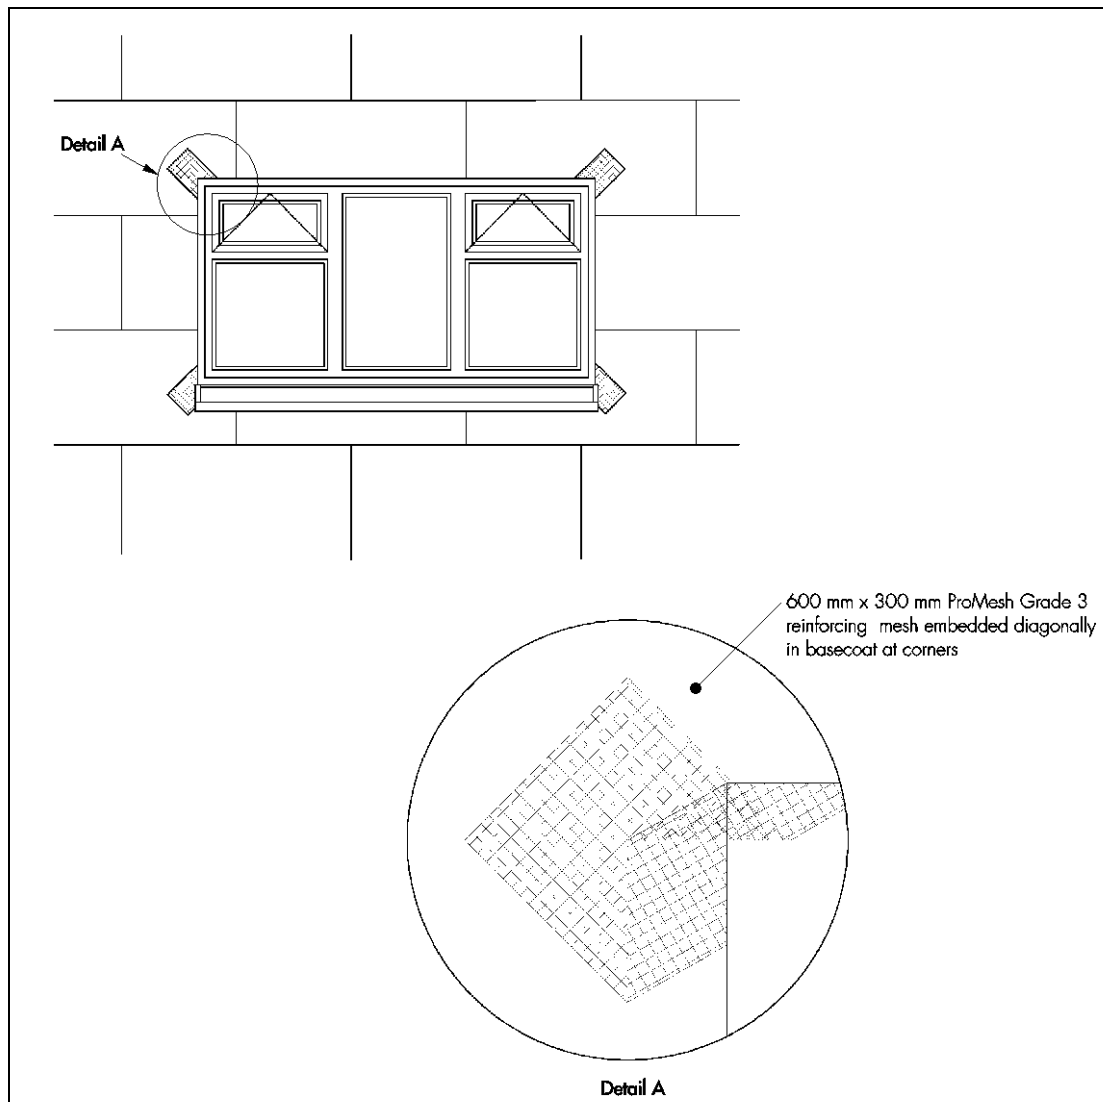 Detail A
600 mm x 300 mm ProMesh Grade 3
reinforcing mesh embedded diagonally
in basecoat at corners
Detail A